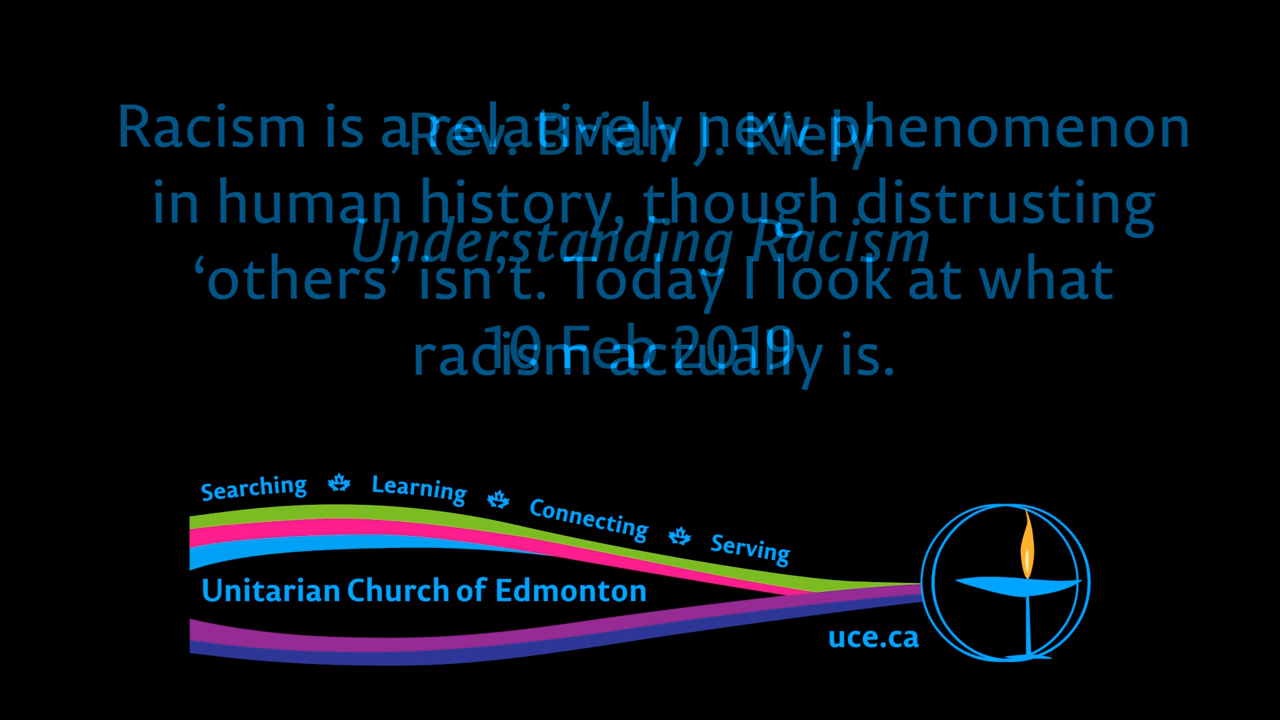 Racism is a relatively new phenomenon
in human history, though distrusting
‘others’ isn’t. Today I look at what
racism actually is.
Rev. Brian J. Kiely
Understanding Racism
10 Feb 2019
Searching Learning Connecting Serving
Unitarian Church of Edmonton
uce.ca